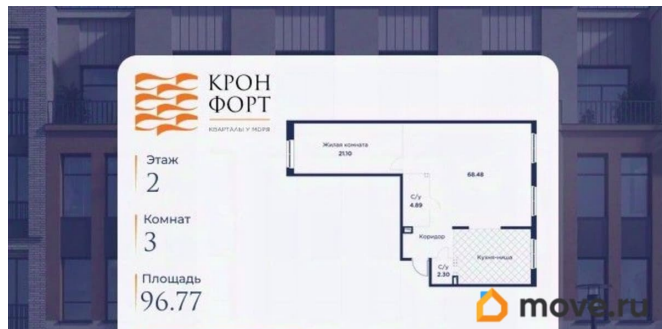 КРОН
ФОРТ
КВАРТАЛЫ У МОРЯ
Этаж
2
Комнат
3
Площадь
96.77
Жилая комната
21.10
68.48
С/у
4.89
Коридор
Кухня-ниша
С/у
2.30
move.ru